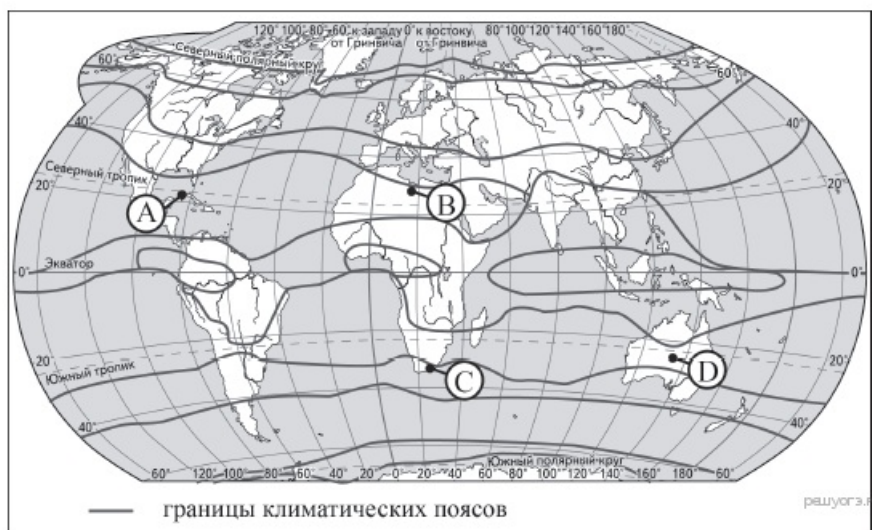 120° 100° 80° 60° к западу 0° к востоку 80° 100° 120° 140° 160° 180°
от Гринвича от Гринвича
Северный полярный круг
60° 60°
40° 40°
Северный тропик
20° 20°
A B
Экватор
0° 0°
20° 20°
Южный тропик
C D
40° 40°
Южный полярный круг
60° 120° 100° 80° 60° 40° 20° 0° 20° 40° 60° 80° 100° 120° 140° 160° 180° 60°
границы климатических поясов
решуогэ.